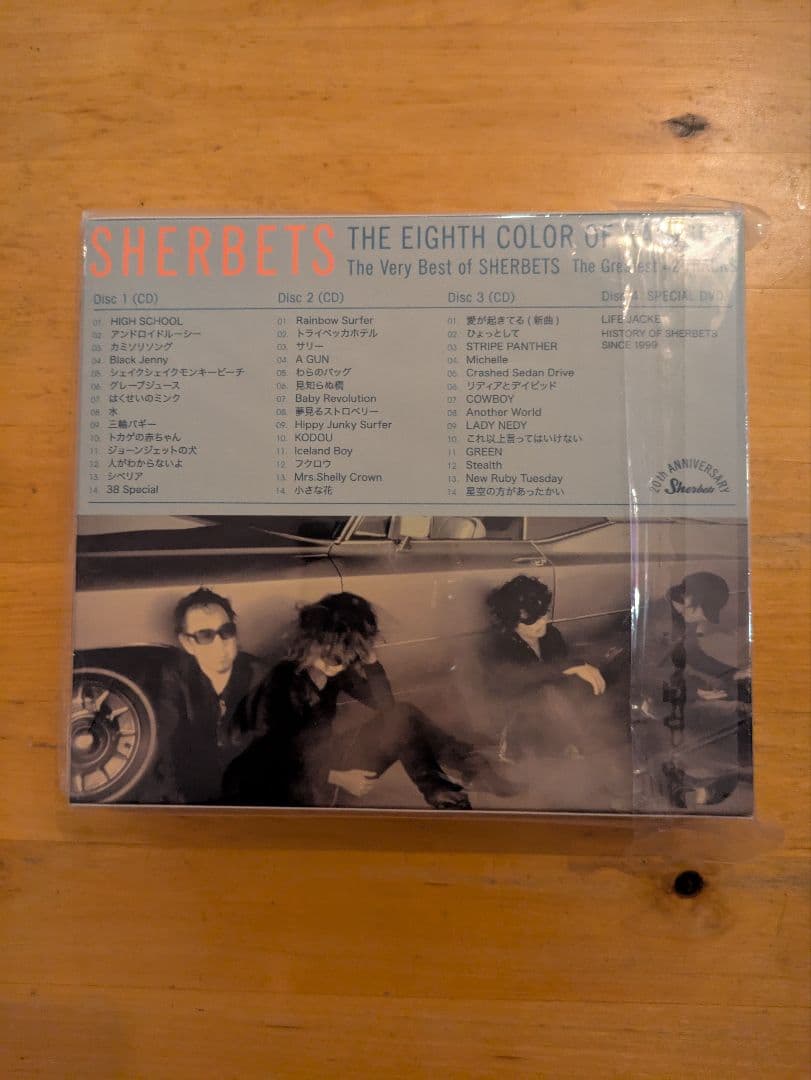 SHERBETS
THE EIGHTH COLOR OF
The Very Best of SHERBETS The Greatest 42 TRACKS
Disc 1 (CD)
01. HIGH SCHOOL
02. アンドロイドルーシー
03. カミソリソング
04. Black Jenny
05. シェイクシェイクモンキービーチ
06. グレープジュース
07. はくせいのミンク
08. 水
09. 三輪バギー
10. トカゲの赤ちゃん
11. ジョーンジェットの犬
12. 人がわからないよ
13. シベリア
14. 38 Special
Disc 2 (CD)
01. Rainbow Surfer
02. トライベッカホテル
03. サリー
04. A GUN
05. わらのバッグ
06. 見知らぬ橋
07. Baby Revolution
08. 夢見るストロベリー
09. Hippy Junky Surfer
10. KODOU
11. Iceland Boy
12. フクロウ
13. Mrs.Shelly Crown
14. 小さな花
Disc 3 (CD)
01. 愛が起きてる(新曲)
02. ひょっとして
03. STRIPE PANTHER
04. Michelle
05. Crashed Sedan Drive
06. リディアとデイビッド
07. COWBOY
08. Another World
09. LADY NEDY
10. これ以上言ってはいけない
11. GREEN
12. Stealth
13. New Ruby Tuesday
14. 星空の方があったかい
Disc 4 SPECIAL DVD
LIFE JACKET
HISTORY OF SHERBETS
SINCE 1999
20th ANNIVERSARY
Sherbets